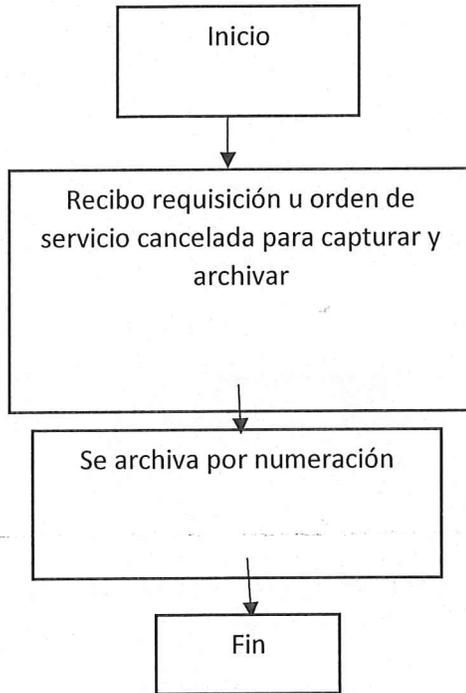 Inicio
Recibo requisición u orden de
servicio cancelada para capturar y
archivar
Se archiva por numeración
Fin